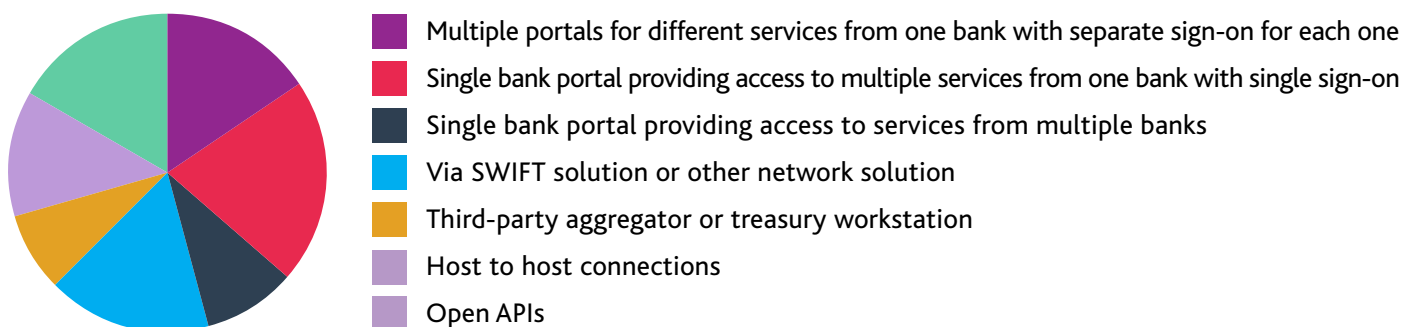 Multiple portals for different services from one bank with separate sign-on for each one
Single bank portal providing access to multiple services from one bank with single sign-on
Single bank portal providing access to services from multiple banks
Via SWIFT solution or other network solution
Third-party aggregator or treasury workstation
Host to host connections
Open APIs